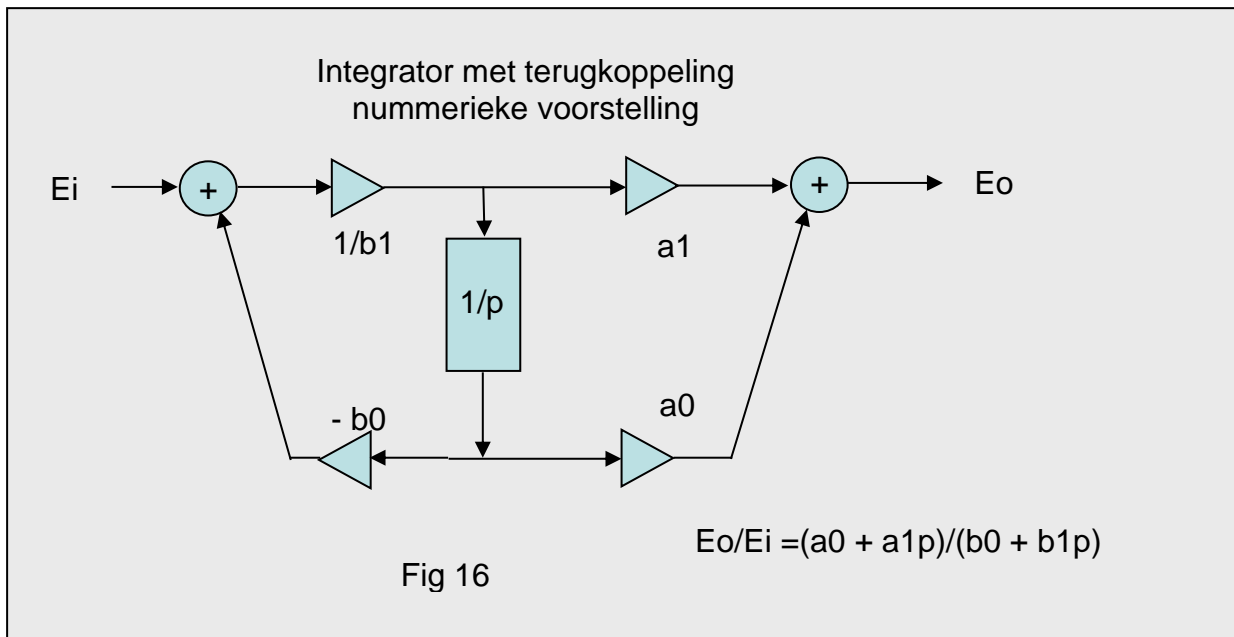 Integrator met terugkoppeling
nummerieke voorstelling
Ei
+
+
Eo
1/b1
a1
1/p
- b0
a0
Eo/Ei =(a0 + a1p)/(b0 + b1p)
Fig 16